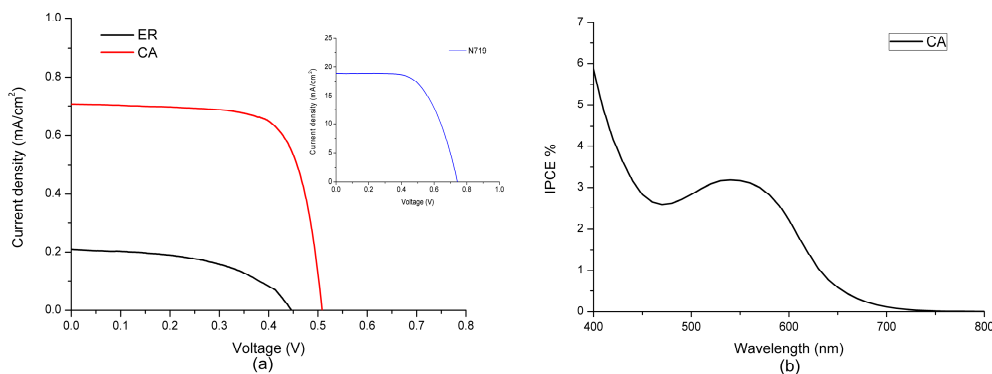 ER
CA
Current density (mA/cm²)
1.0
0.8
0.6
0.4
0.2
0.0
0.0 0.1 0.2 0.3 0.4 0.5 0.6 0.7 0.8
Voltage (V)
(a)
N719
Current density (mA/cm²)
25
20
15
10
5
0
0.0 0.2 0.4 0.6 0.8 1.0
Voltage (V)
CA
IPCE %
7
6
5
4
3
2
1
0
400 500 600 700 800
Wavelength (nm)
(b)